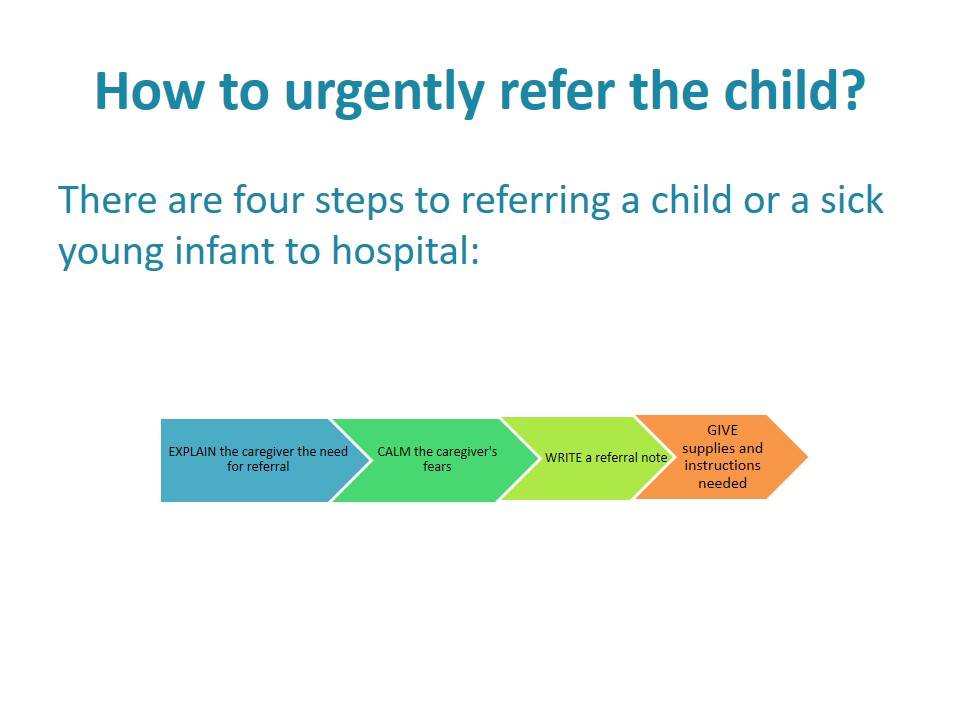 How to urgently refer the child?
There are four steps to referring a child or a sick
young infant to hospital:
EXPLAIN the caregiver the need
for referral
CALM the caregiver's
fears
WRITE a referral note
GIVE
supplies and
instructions
needed